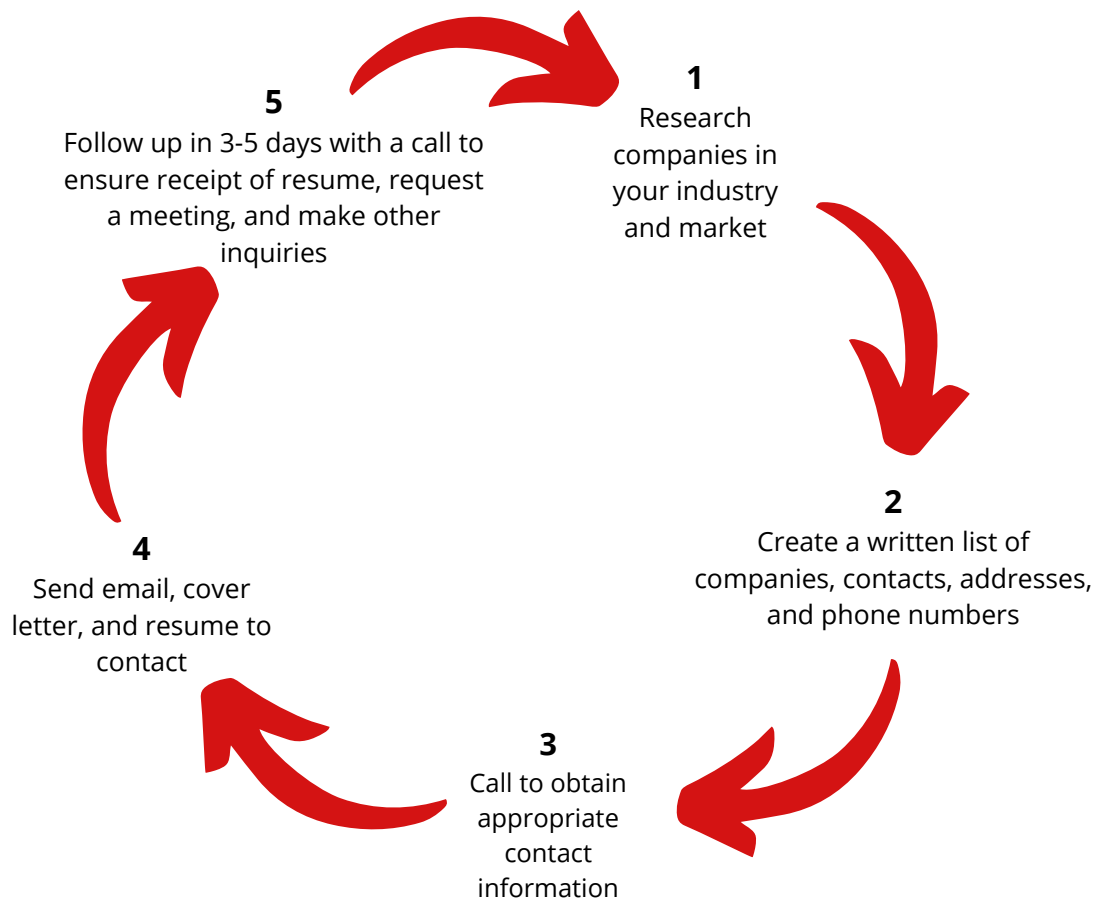 1
Research
companies in
your industry
and market
2
Create a written list of
companies, contacts, addresses,
and phone numbers
3
Call to obtain
appropriate
contact
information
4
Send email, cover
letter, and resume to
contact
5
Follow up in 3-5 days with a call to
ensure receipt of resume, request
a meeting, and make other
inquiries